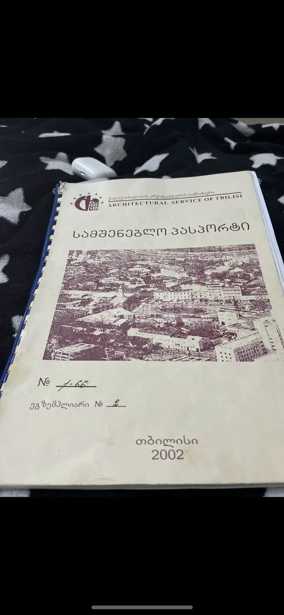 ARCHITECTURAL SERVICE OF TBILISI
ᲡᲐᲛᲨᲔᲜᲔᲑᲚᲝ ᲞᲐᲡᲞᲝᲠᲢᲘ
№
ეგზემპლიარი №
თბილისი
2002